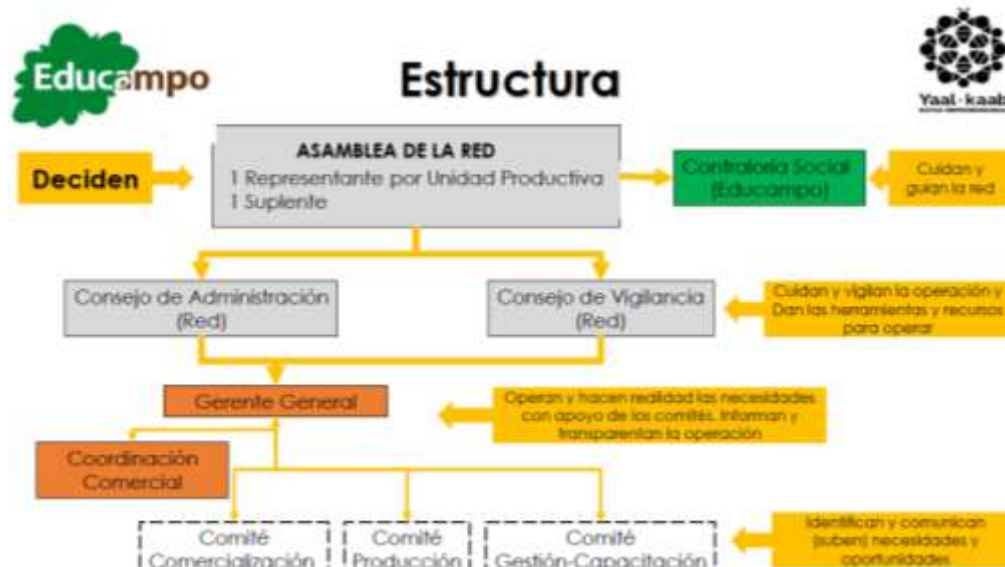 Educampo
Estructura
Yaal-kaab
Deciden
ASAMBLEA DE LA RED
1 Representante por Unidad Productiva
1 Suplente
Contraloría Social
(Educampo)
Cuidan y
guían la red
Consejo de Administración
(Red)
Consejo de Vigilancia
(Red)
Cuidan y vigilan la operación y
Dan las herramientas y recursos
para operar
Gerente General
Operan y hacen realidad las necesidades
con apoyo de los comités. Informan y
transparentan la operación
Coordinación
Comercial
Comité
Comercialización
Comité
Producción
Comité
Gestión-Capacitación
Identifican y comunican
(suben) necesidades y
oportunidades